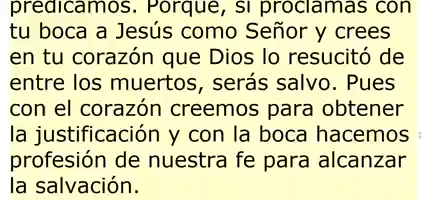 predicamos. Porque, si proclamas con
tu boca a Jesús como Señor y crees
en tu corazón que Dios lo resucitó de
entre los muertos, serás salvo. Pues
con el corazón creemos para obtener
la justificación y con la boca hacemos
profesión de nuestra fe para alcanzar
la salvación.